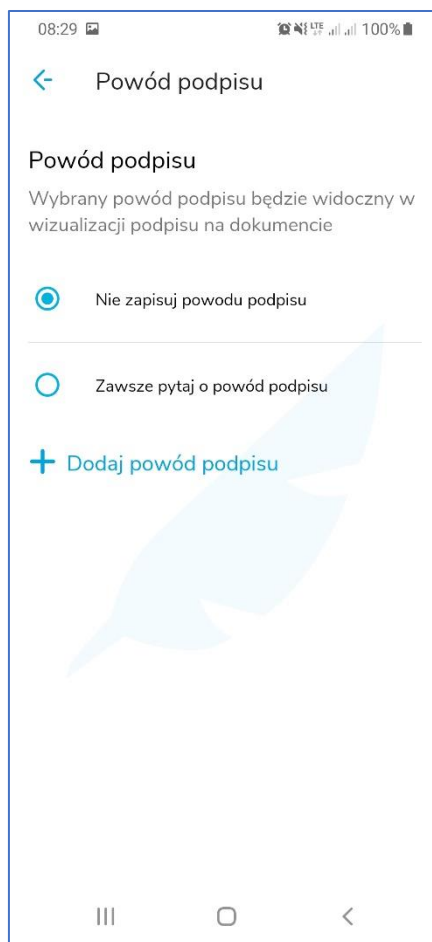 08:29 LTE 100%
Powód podpisu
Powód podpisu
Wybrany powód podpisu będzie widoczny w
wizualizacji podpisu na dokumencie
Nie zapisuj powodu podpisu
Zawsze pytaj o powód podpisu
Dodaj powód podpisu